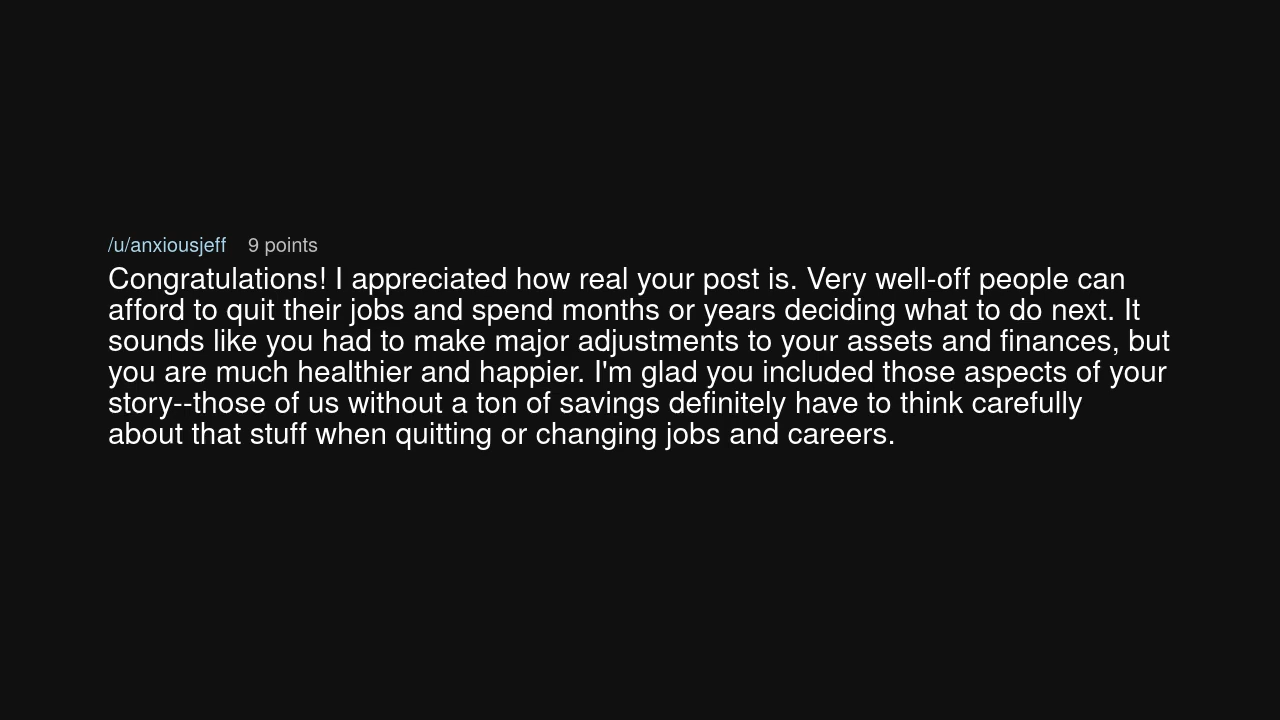 /u/anxiousjeff 9 points
Congratulations! I appreciated how real your post is. Very well-off people can
afford to quit their jobs and spend months or years deciding what to do next. It
sounds like you had to make major adjustments to your assets and finances, but
you are much healthier and happier. I'm glad you included those aspects of your
story--those of us without a ton of savings definitely have to think carefully
about that stuff when quitting or changing jobs and careers.